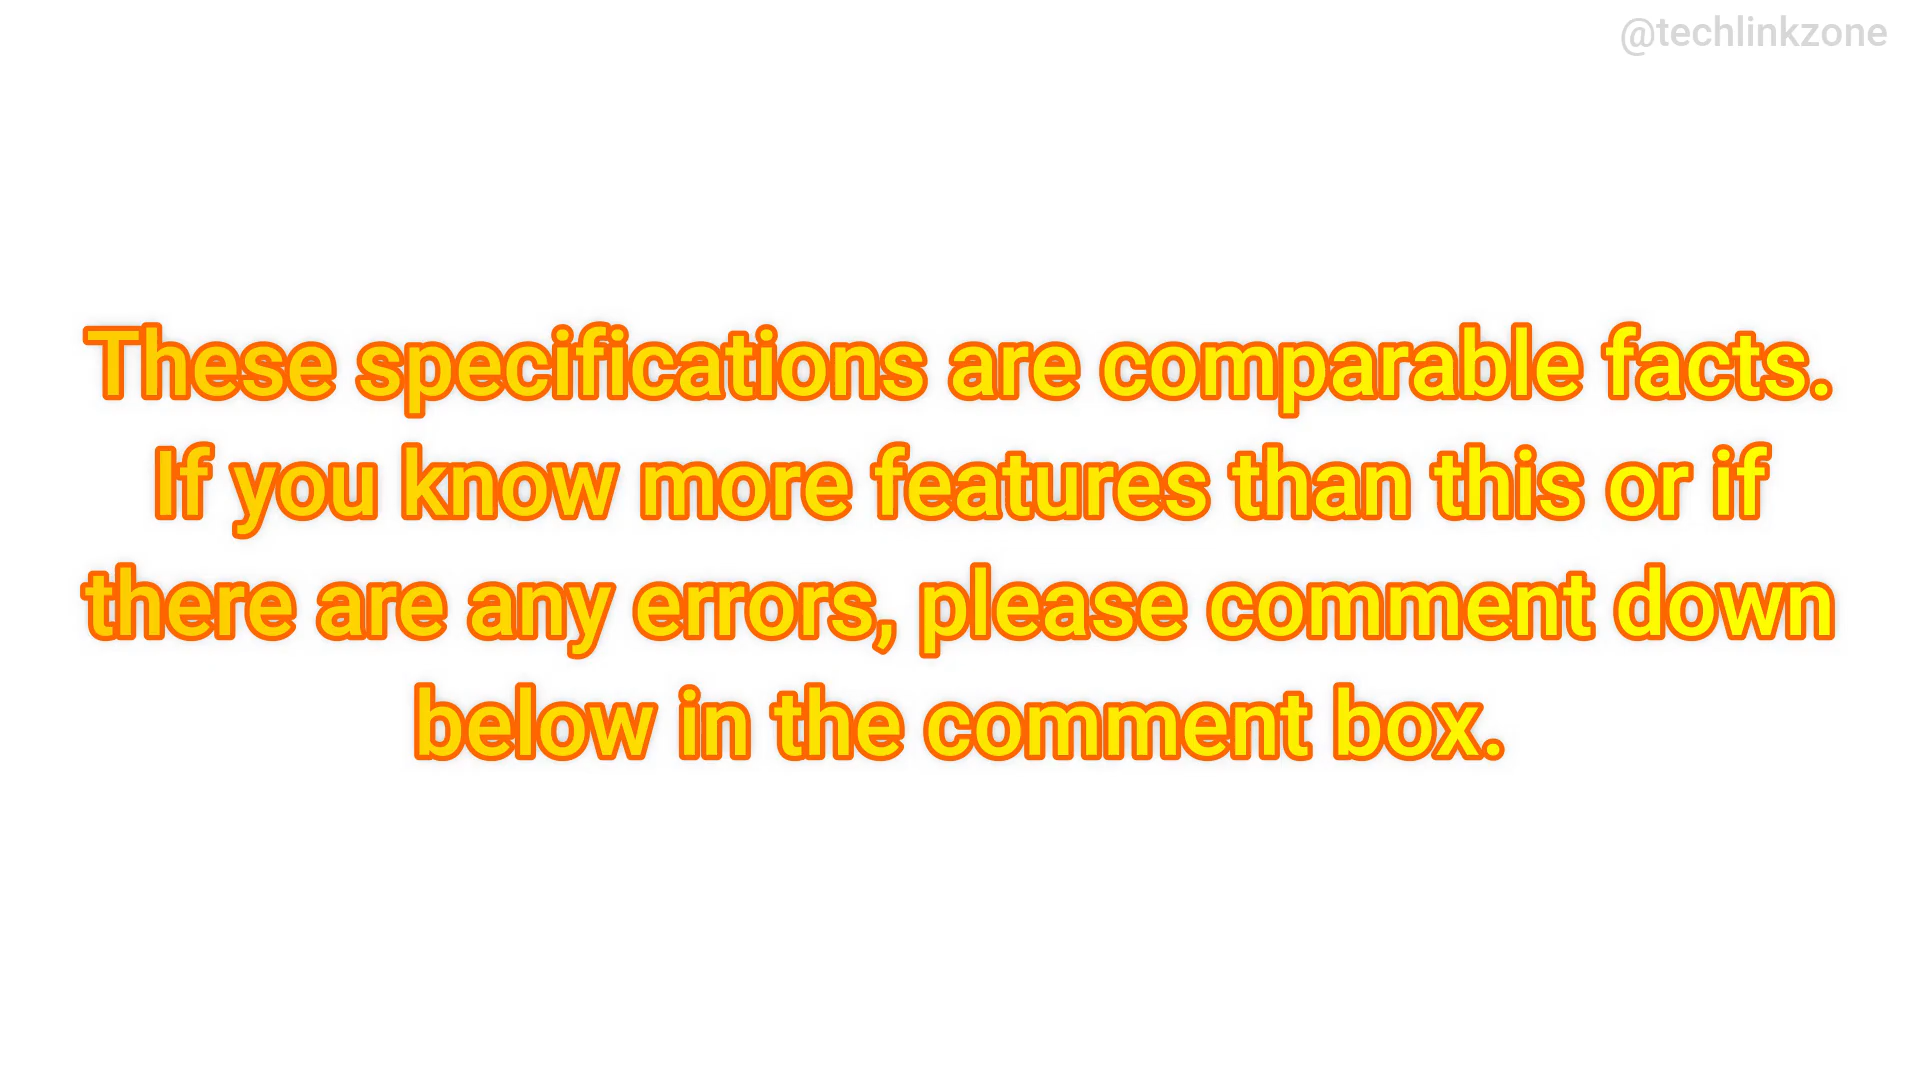 @techlinkzone
These specifications are comparable facts.
If you know more features than this or if
there are any errors, please comment down
below in the comment box.